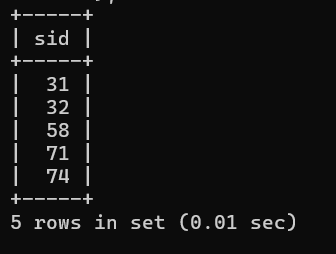 +-----+
| sid |
+-----+
|  31 |
|  32 |
|  58 |
|  71 |
|  74 |
+-----+
5 rows in set (0.01 sec)